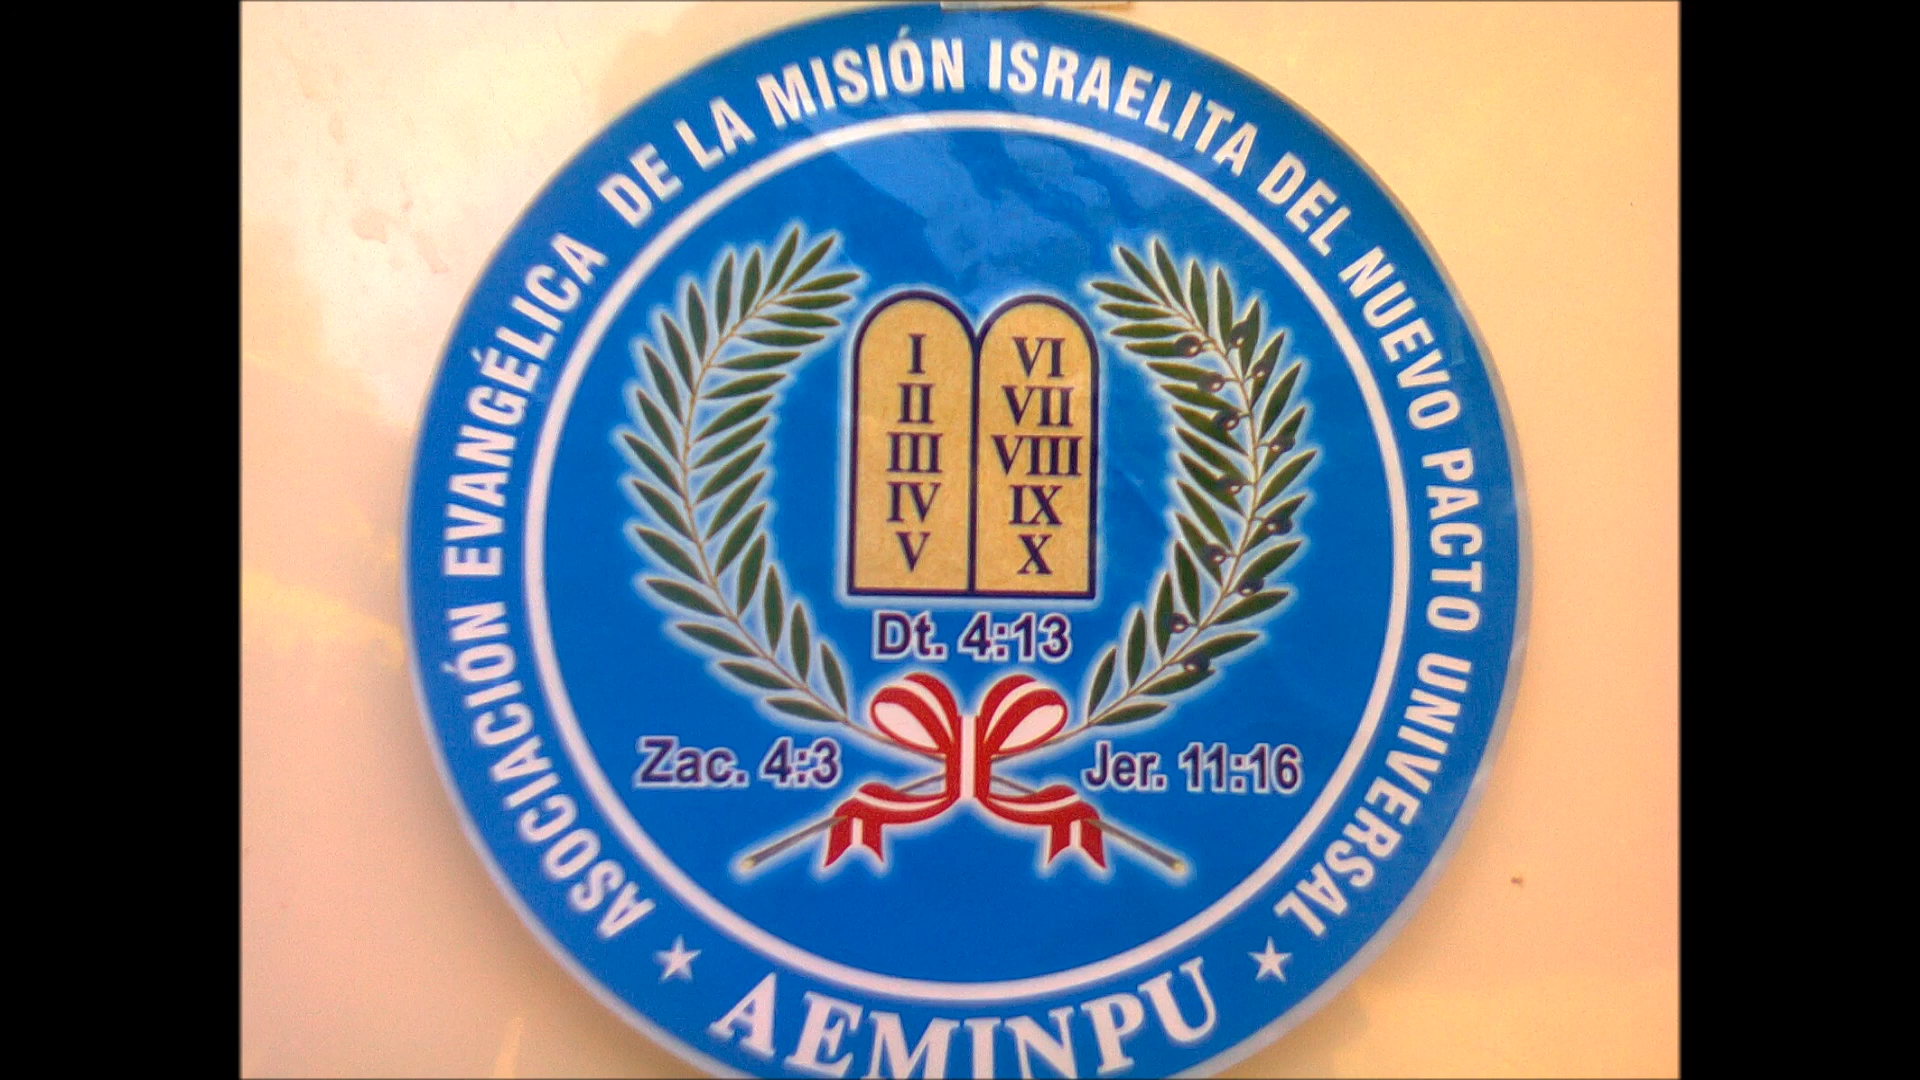 ASOCIACIÓN EVANGÉLICA DE LA MISIÓN ISRAELITA DEL NUEVO PACTO UNIVERSAL
I
II
III
IV
V
VI
VII
VIII
IX
X
Dt. 4:13
Zac. 4:3
Jer. 11:16
AEMINPU